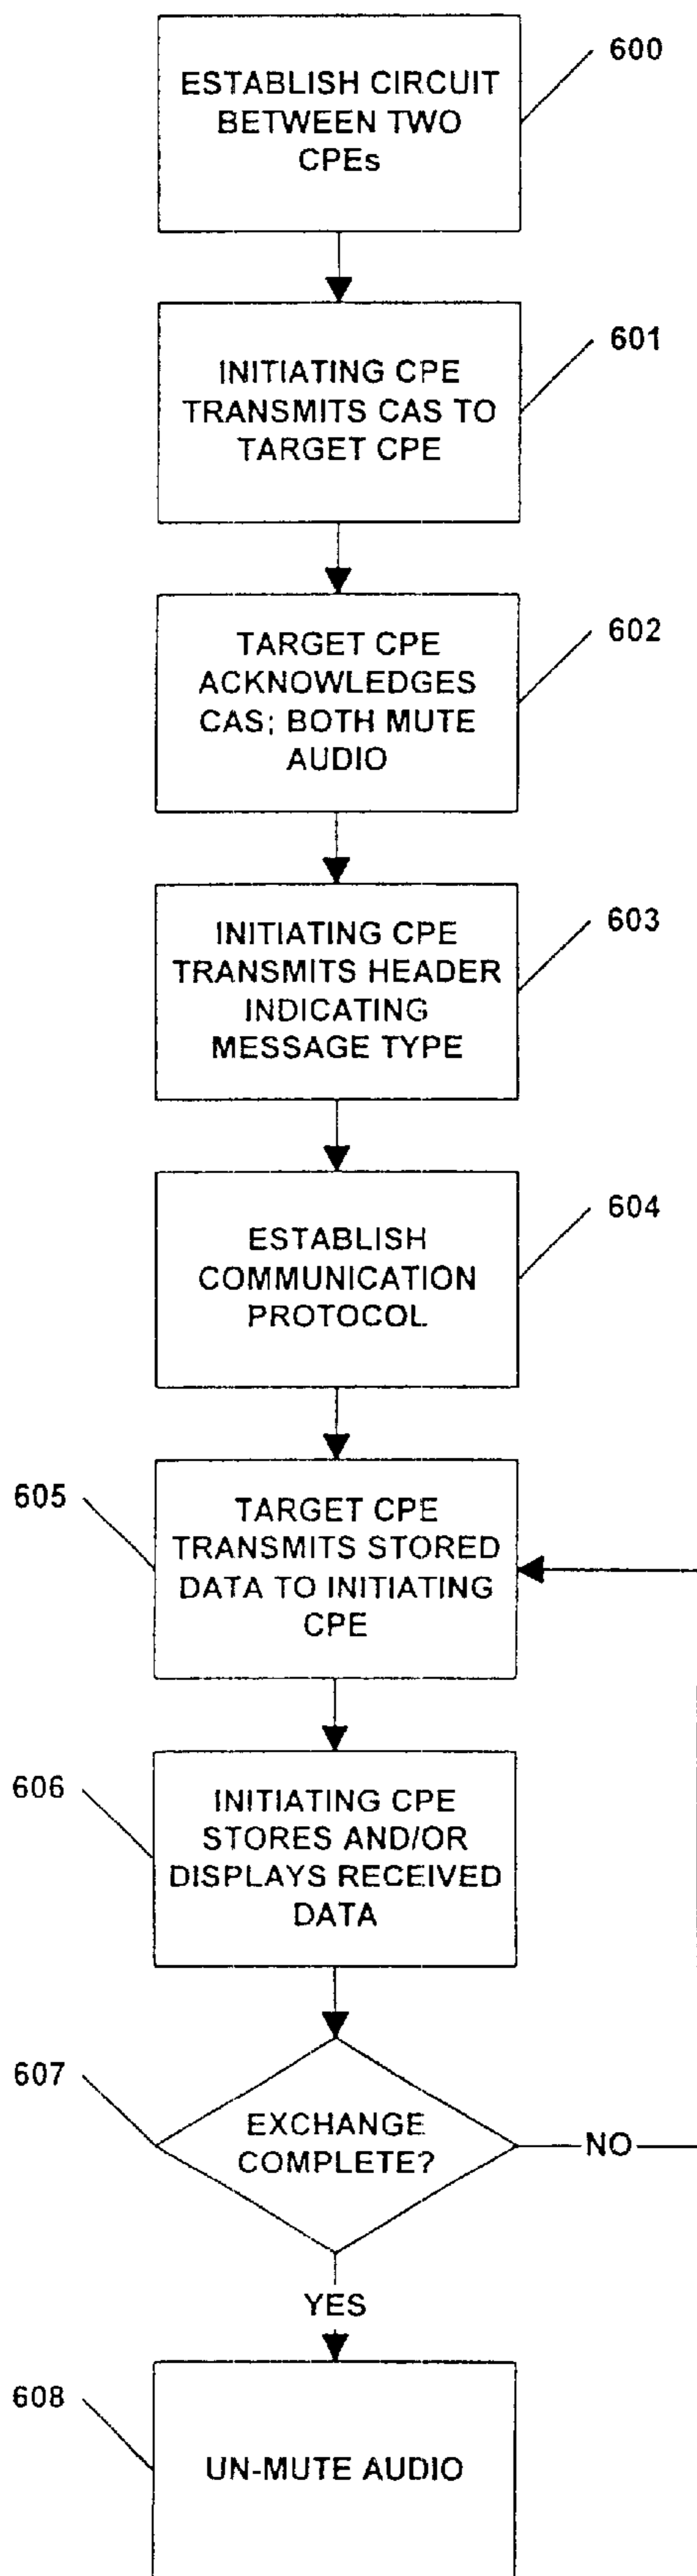 600
ESTABLISH CIRCUIT
BETWEEN TWO
CPEs
601
INITIATING CPE
TRANSMITS CAS TO
TARGET CPE
602
TARGET CPE
ACKNOWLEDGES
CAS; BOTH MUTE
AUDIO
603
INITIATING CPE
TRANSMITS HEADER
INDICATING
MESSAGE TYPE
604
ESTABLISH
COMMUNICATION
PROTOCOL
605
TARGET CPE
TRANSMITS STORED
DATA TO INITIATING
CPE
606
INITIATING CPE
STORES AND/OR
DISPLAYS RECEIVED
DATA
607
EXCHANGE
COMPLETE?
NO
YES
608
UN-MUTE AUDIO